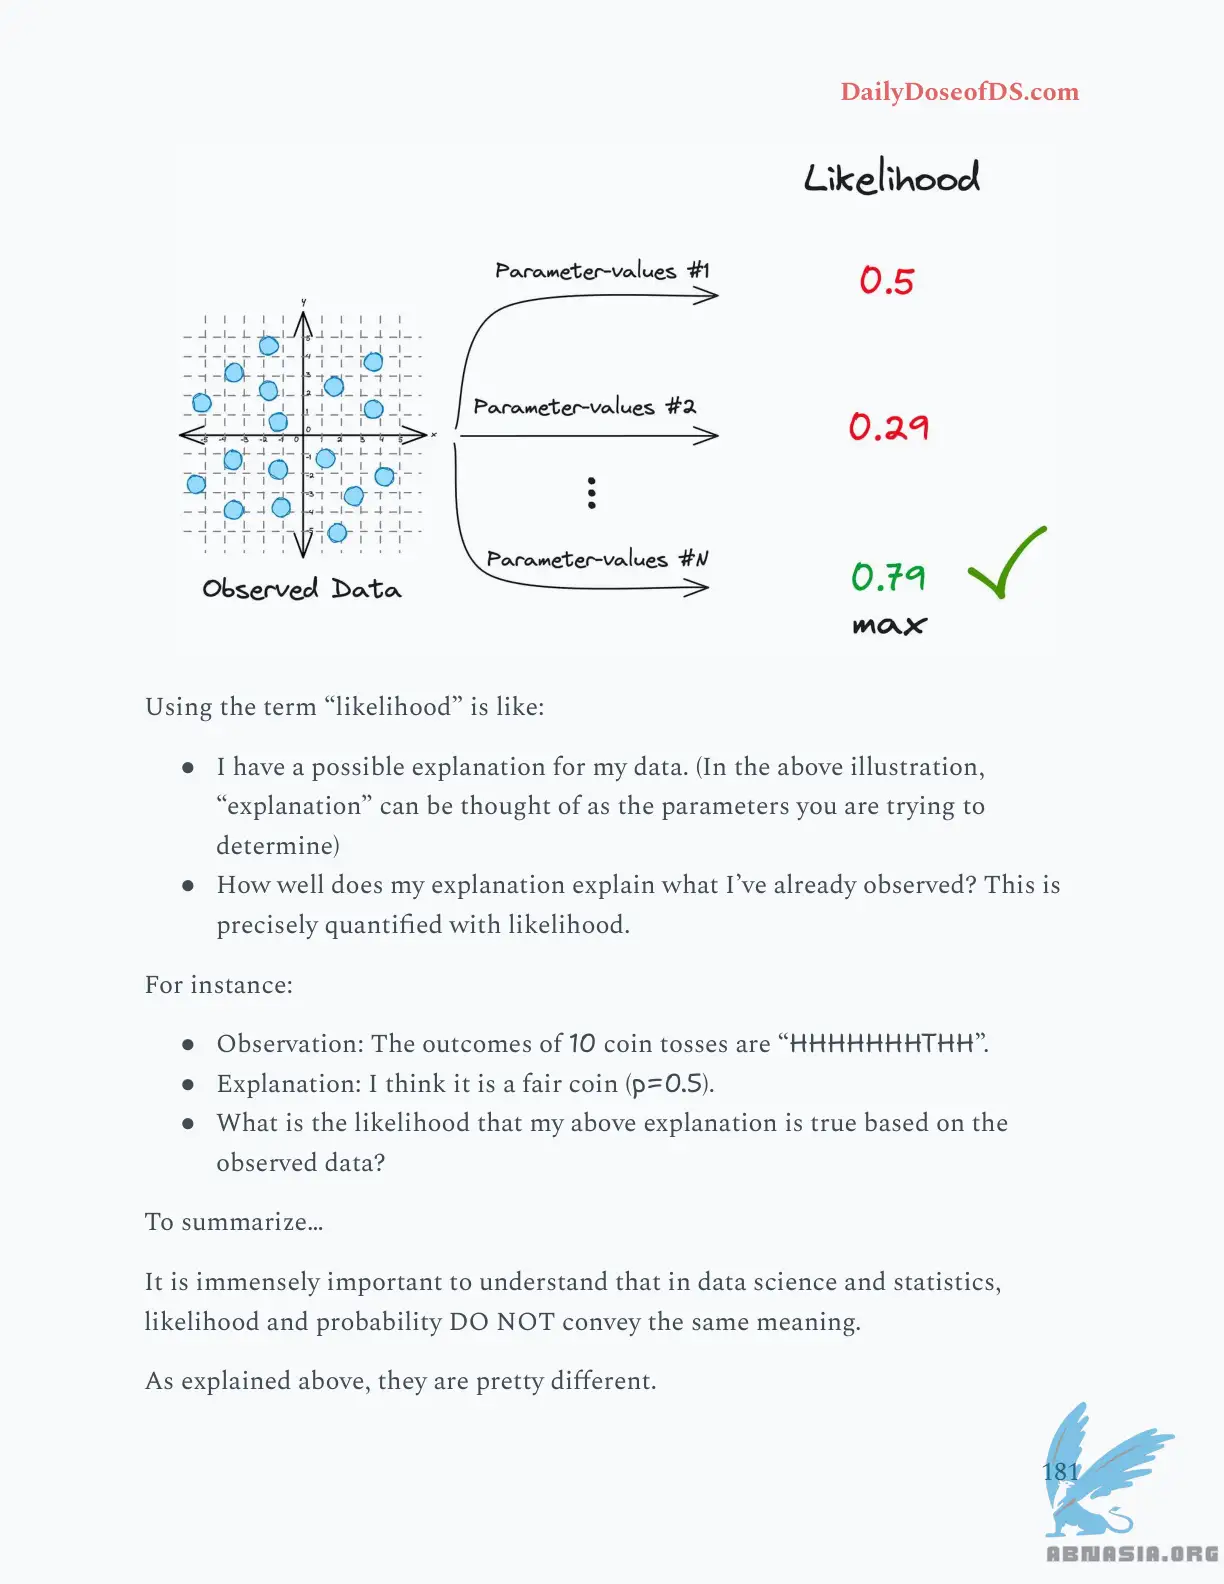 DailyDoseofDS.com
Likelihood
Parameter-values #1
0.5
Parameter-values #2
0.29
Parameter-values #N
0.79
max
y
x
Observed Data
Using the term “likelihood” is like:
● I have a possible explanation for my data. (In the above illustration,
“explanation” can be thought of as the parameters you are trying to
determine)
● How well does my explanation explain what I’ve already observed? This is
precisely quantified with likelihood.
For instance:
● Observation: The outcomes of 10 coin tosses are “HHHHHHHTHH”.
● Explanation: I think it is a fair coin (p=0.5).
● What is the likelihood that my above explanation is true based on the
observed data?
To summarize…
It is immensely important to understand that in data science and statistics,
likelihood and probability DO NOT convey the same meaning.
As explained above, they are pretty different.
181
ABNASIA.ORG